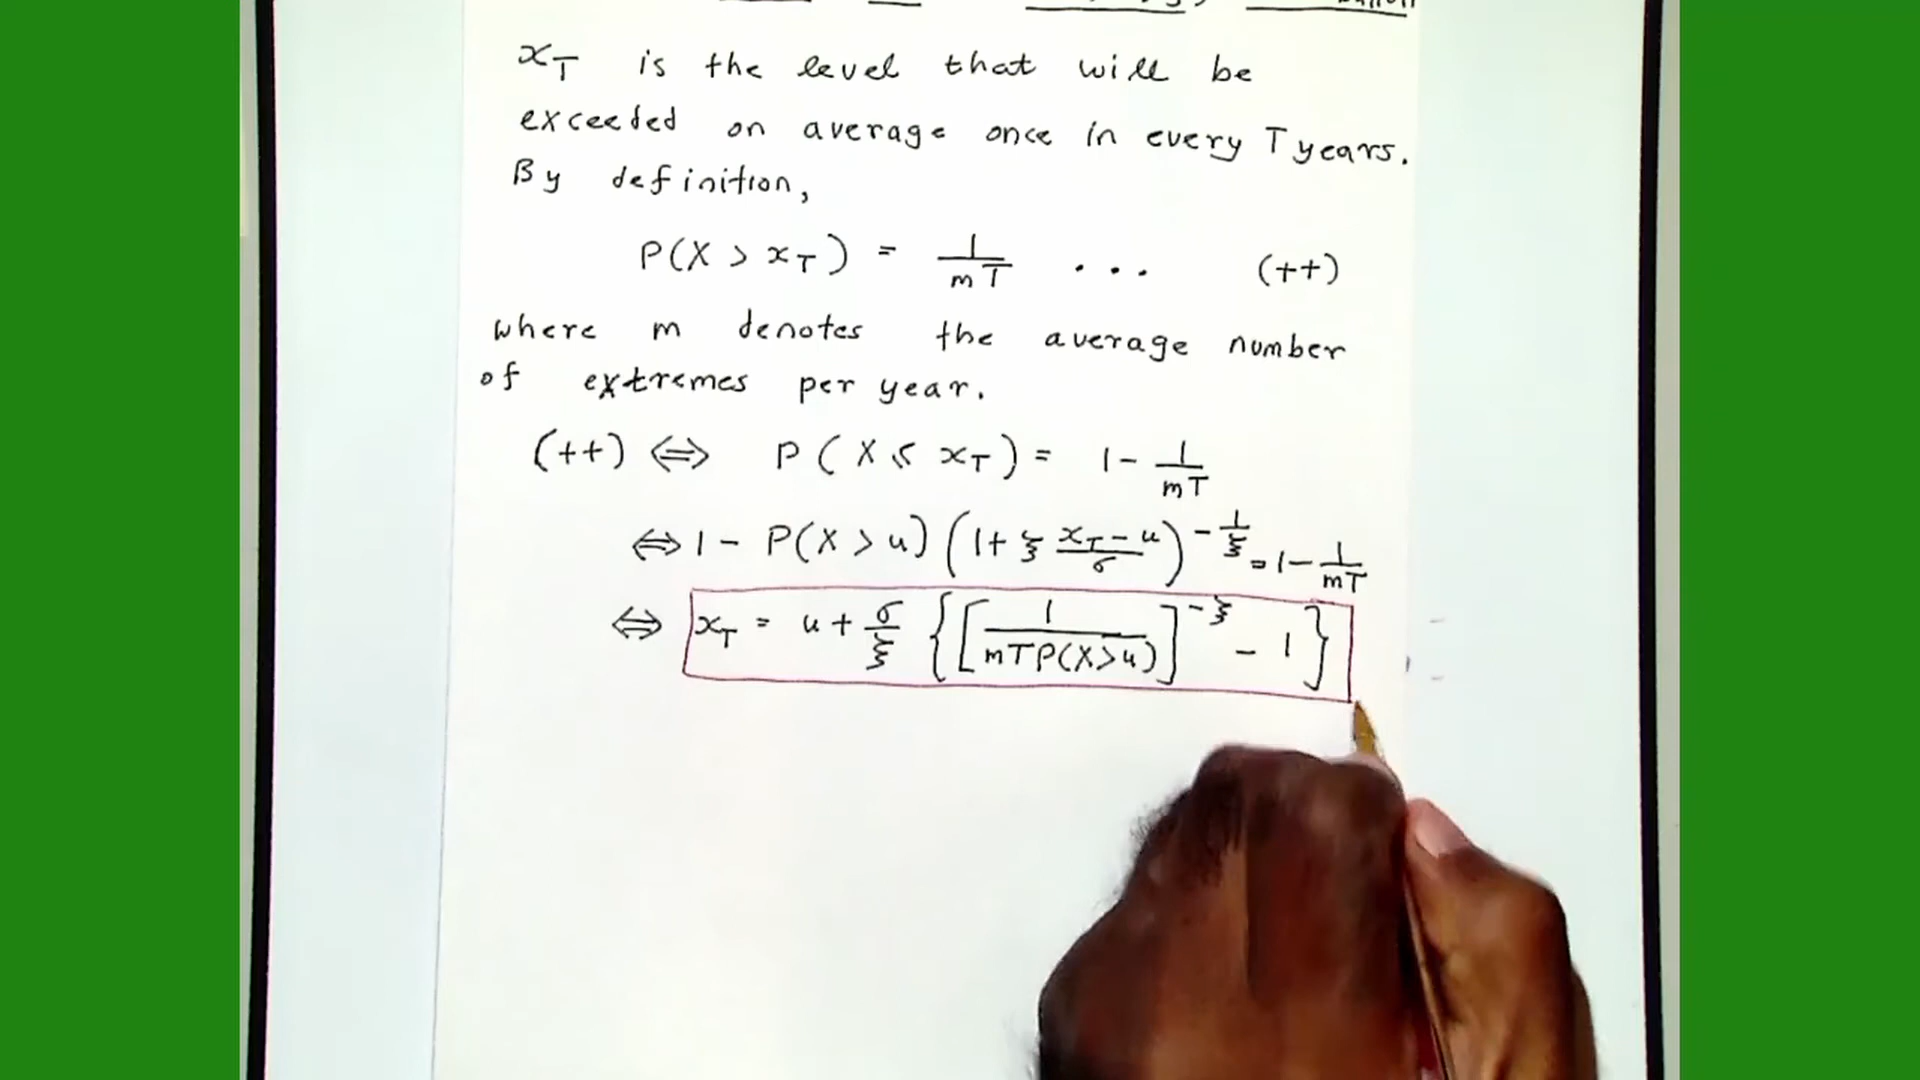 x_T is the level that will be
exceeded on average once in every T years.
By definition,
P(X > x_T) = 1/mT ... (++)
where m denotes the average number
of extremes per year.
(++) ⇔ P(X ≤ x_T) = 1 - 1/mT
⇔ 1 - P(X > u) (1 + ξ (x_T - u)/σ)^(-1/ξ) = 1 - 1/mT
⇔ x_T = u + σ/ξ {[1/(mTP(X>u))]^(-ξ) - 1}